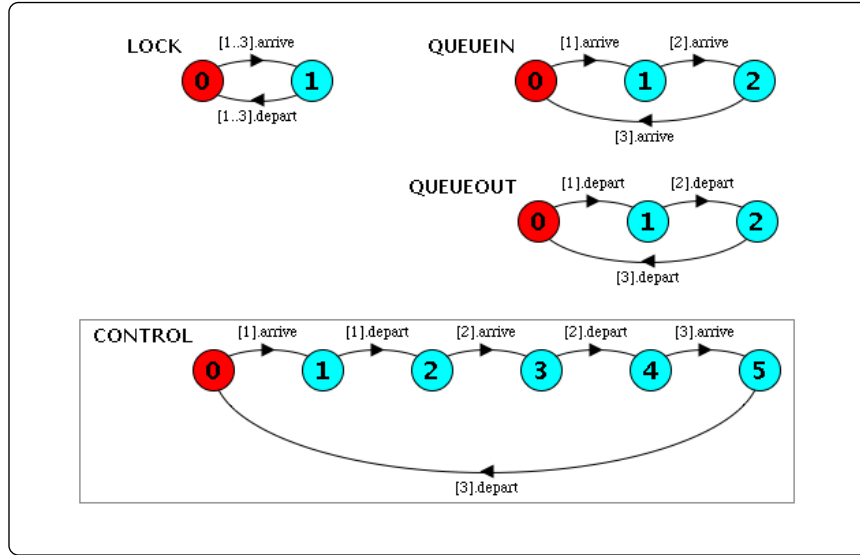 LOCK
[1..3].arrive
0 1
[1..3].depart
QUEUEIN
[1].arrive [2].arrive
0 1 2
[3].arrive
QUEUEOUT
[1].depart [2].depart
0 1 2
[3].depart
CONTROL
[1].arrive [1].depart [2].arrive [2].depart [3].arrive
0 1 2 3 4 5
[3].depart